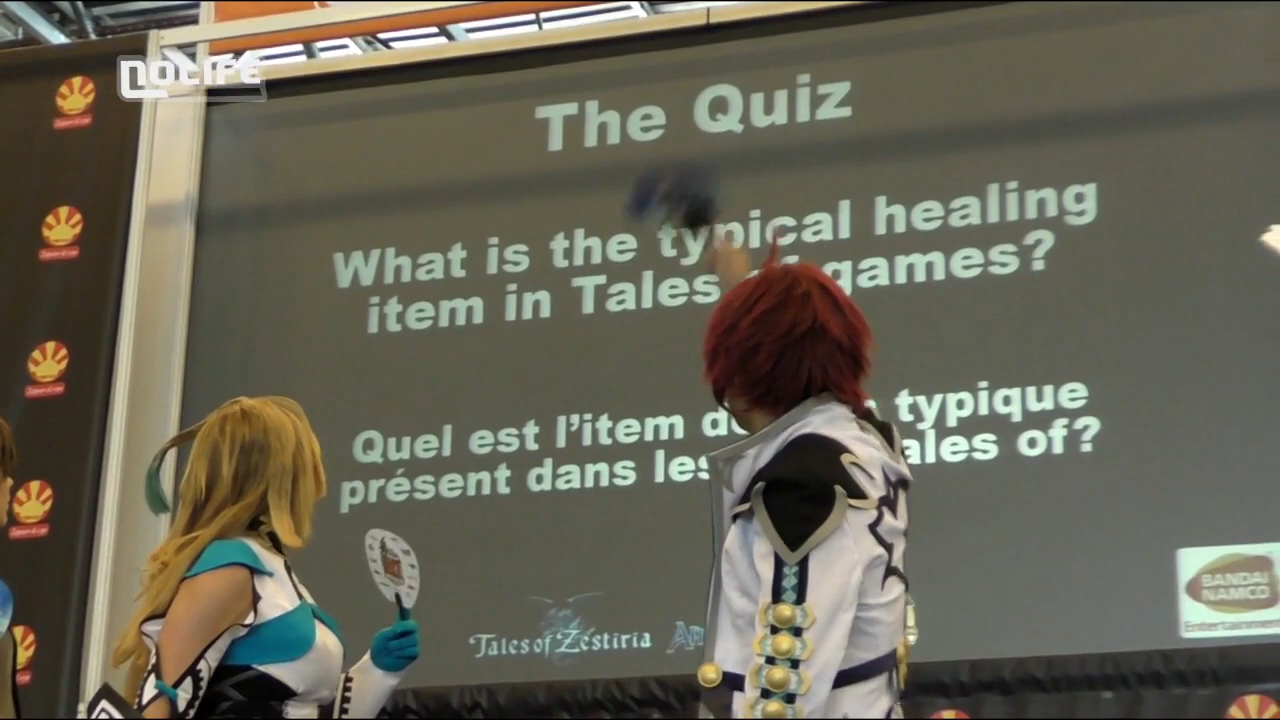 NOLIFE
The Quiz
What is the typical healing
item in Tales games?
Quel est l'item typique
présent dans les ales of?
Tales of Zestiria
BANDAI
NAMCO
Entertainment